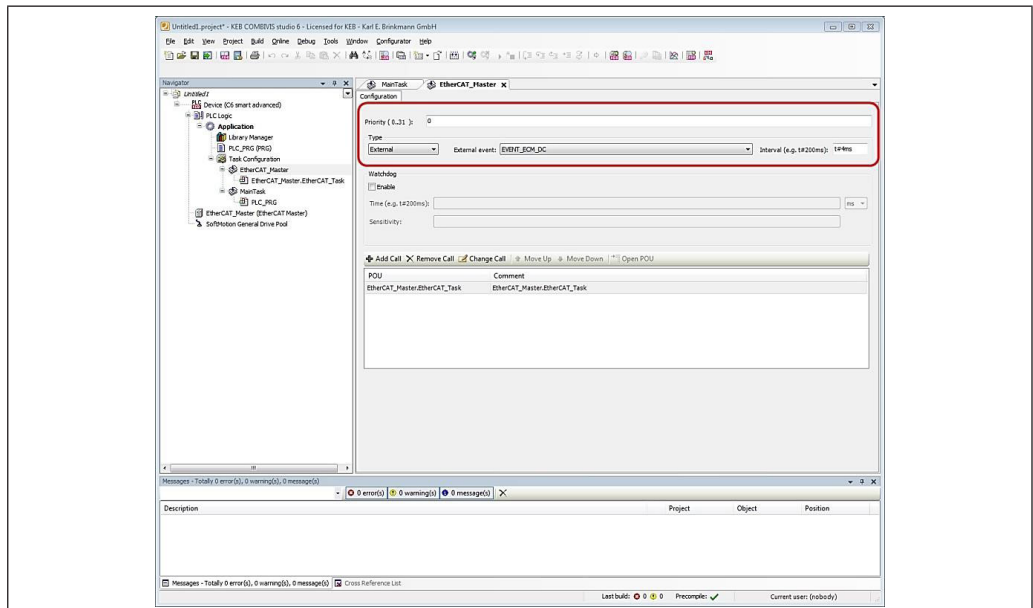 Untitled1.project* - KEB COMBIVIS studio 6 - Licensed for KEB - Karl E. Brinkmann GmbH
File Edit View Project Build Online Debug Tools Window Configurator Help
Navigator
Untitled1
Device (C6 smart advanced)
PLC Logic
Application
Library Manager
PLC_PRG (PRG)
Task Configuration
EtherCAT_Master
EtherCAT_Master.EtherCAT_Task
MainTask
PLC_PRG
EtherCAT_Master (EtherCAT Master)
SoftMotion General Drive Pool
MainTask EtherCAT_Master
Configuration
Priority ( 0..31 ): 0
Type
External External event: EVENT_ECM_DC Interval (e.g. t#200ms): t#4ms
Watchdog
Enable
Time (e.g. t#200ms): ms
Sensitivity:
Add Call Remove Call Change Call Move Up Move Down Open POU
POU Comment
EtherCAT_Master.EtherCAT_Task EtherCAT_Master.EtherCAT_Task
Messages - Totally 0 error(s), 0 warning(s), 0 message(s)
0 error(s) 0 warning(s) 0 message(s)
Description Project Object Position
Messages - Totally 0 error(s), 0 warning(s), 0 message(s) Cross Reference List
Last build: 0 0 Precompile: Current user: (nobody)